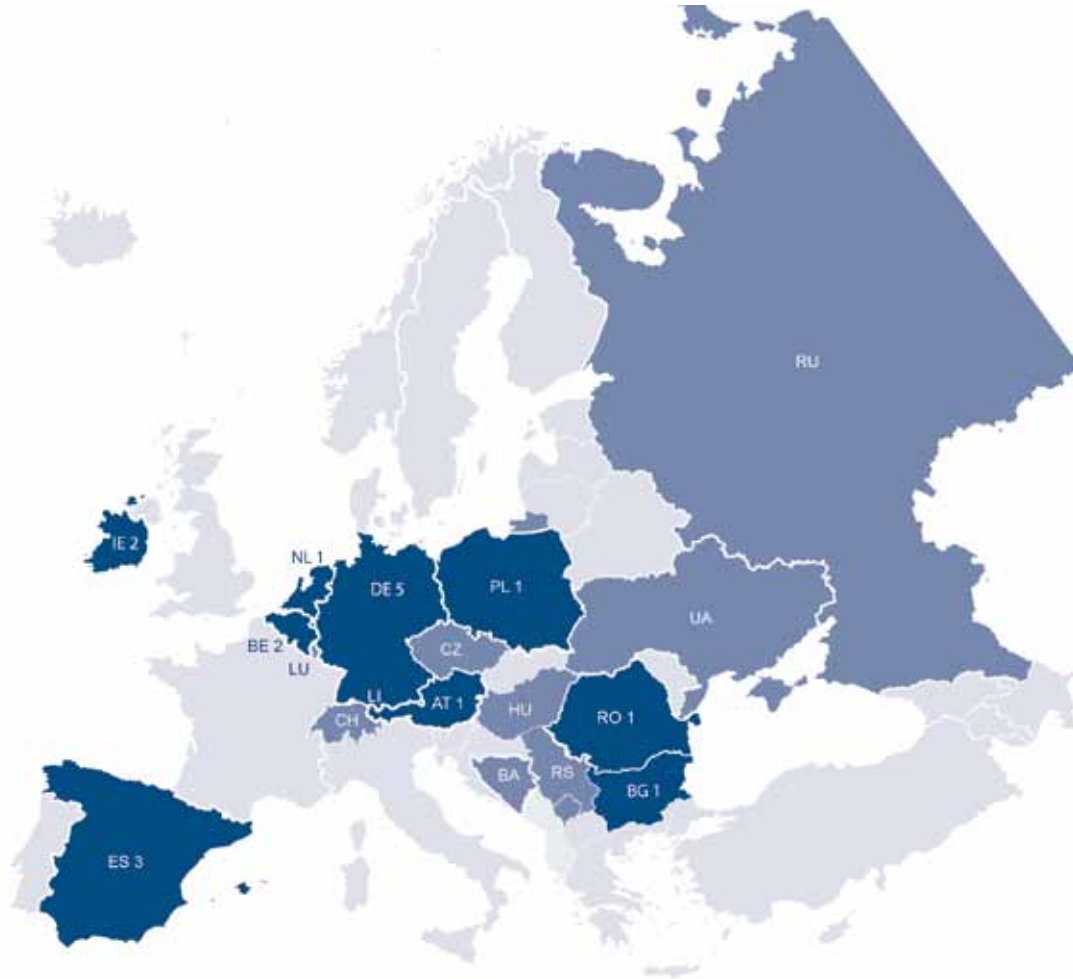 RU
IE 2
NL 1
DE 5
PL 1
UA
BE 2
CZ
LU
LI
AT 1
CH
HU
RO 1
BA
RS
BG 1
ES 3